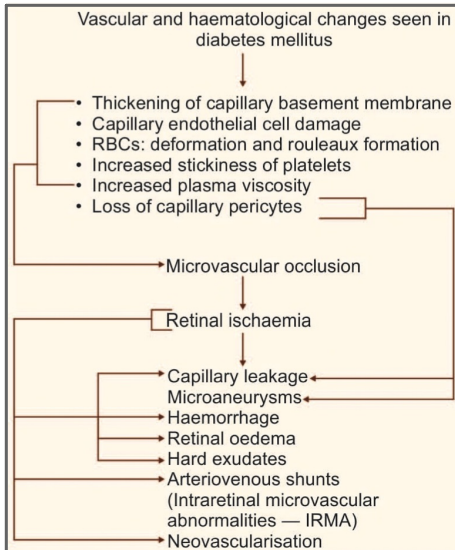 Vascular and haematological changes seen in
diabetes mellitus
• Thickening of capillary basement membrane
• Capillary endothelial cell damage
• RBCs: deformation and rouleaux formation
• Increased stickiness of platelets
• Increased plasma viscosity
• Loss of capillary pericytes
Microvascular occlusion
Retinal ischaemia
Capillary leakage
Microaneurysms
Haemorrhage
Retinal oedema
Hard exudates
Arteriovenous shunts
(Intraretinal microvascular
abnormalities — IRMA)
Neovascularisation